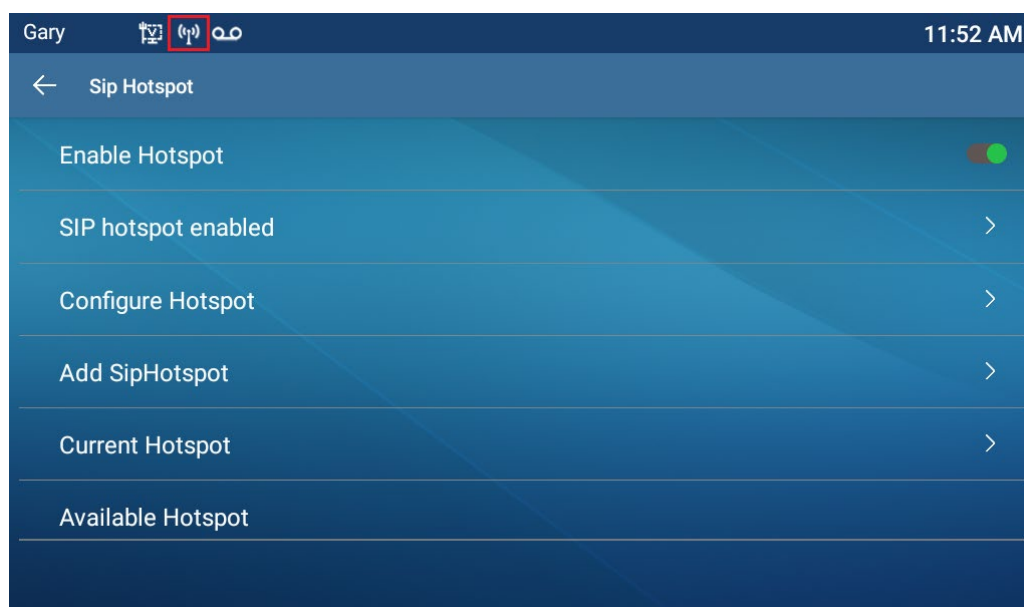 Gary 11:52 AM
Sip Hotspot
Enable Hotspot
SIP hotspot enabled
Configure Hotspot
Add SipHotspot
Current Hotspot
Available Hotspot